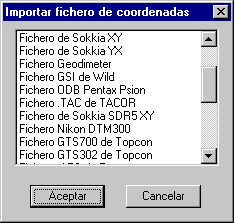 Importar fichero de coordenadas
Fichero de Sokkia XY
Fichero de Sokkia YX
Fichero Geodimeter
Fichero GSI de Wild
Fichero ODB Pentax Psion
Fichero .TAC de TACOR
Fichero de Sokkia SDR5 XY
Fichero Nikon DTM300
Fichero GTS700 de Topcon
Fichero GTS302 de Topcon
Aceptar
Cancelar